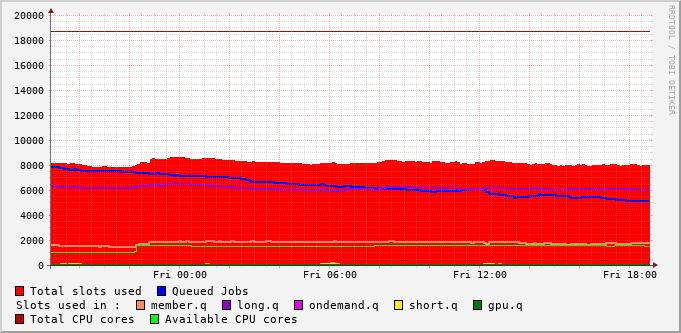 20000
18000
16000
14000
12000
10000
8000
6000
4000
2000
0
Fri 00:00 Fri 06:00 Fri 12:00 Fri 18:00
Total slots used Queued Jobs
Slots used in : member.q long.q ondemand.q short.q gpu.q
Total CPU cores Available CPU cores
RRDTOOL / TOBI OETIKER